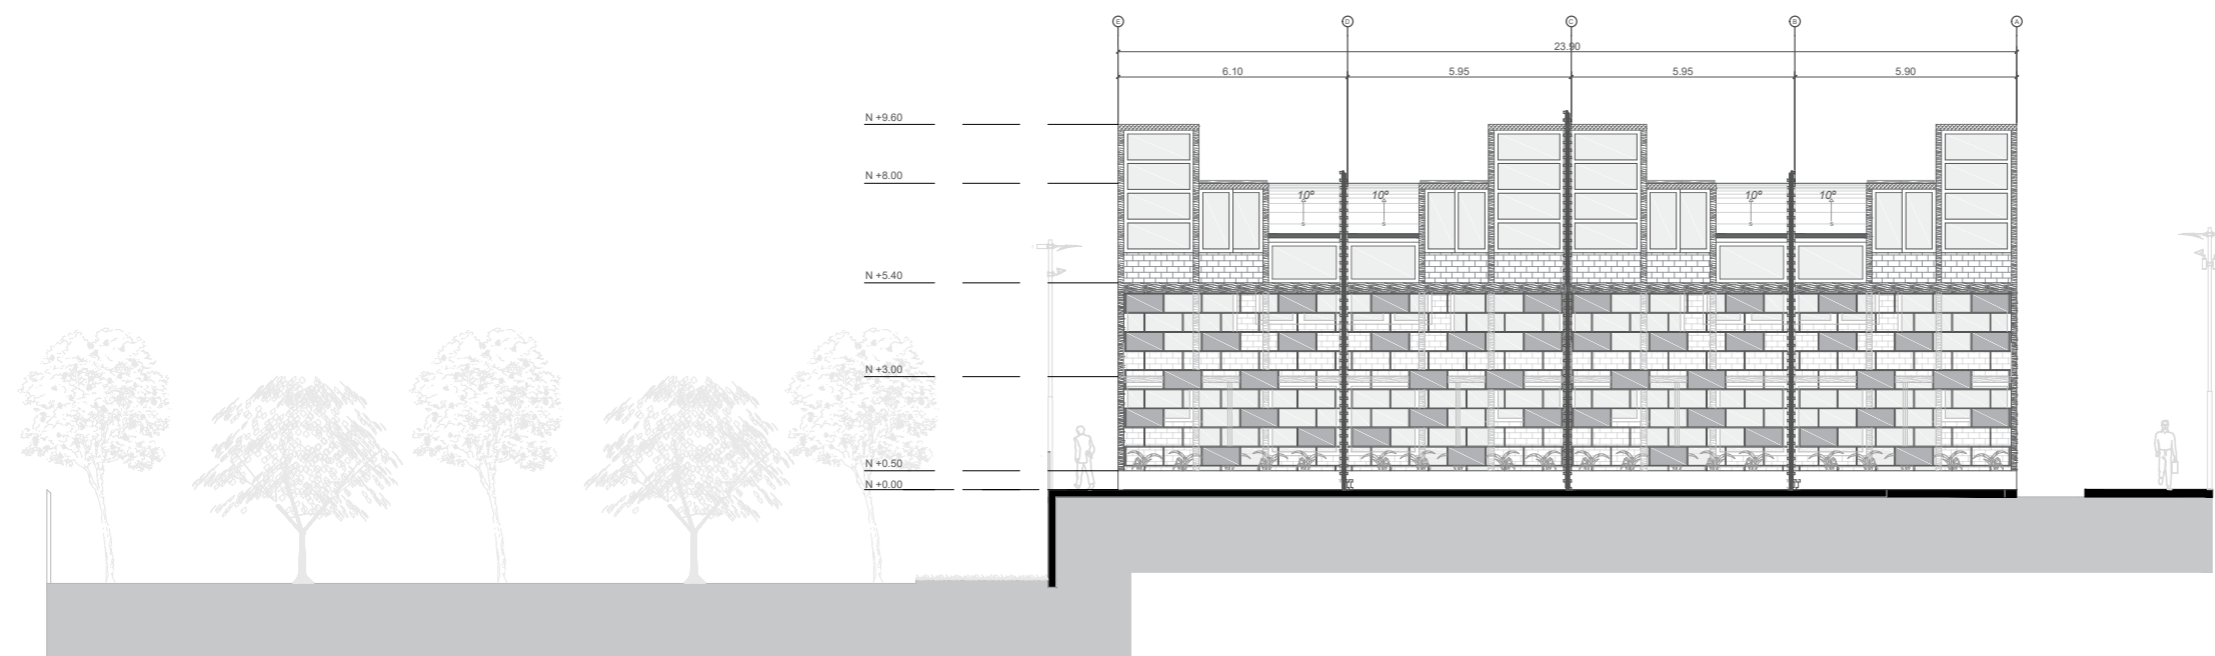 E D C B A
23.90
6.10 5.95 5.95 5.90
N +9.60
N +8.00
10° 10° 10° 10°
s s s s
N +5.40
N +3.00
N +0.50
N +0.00